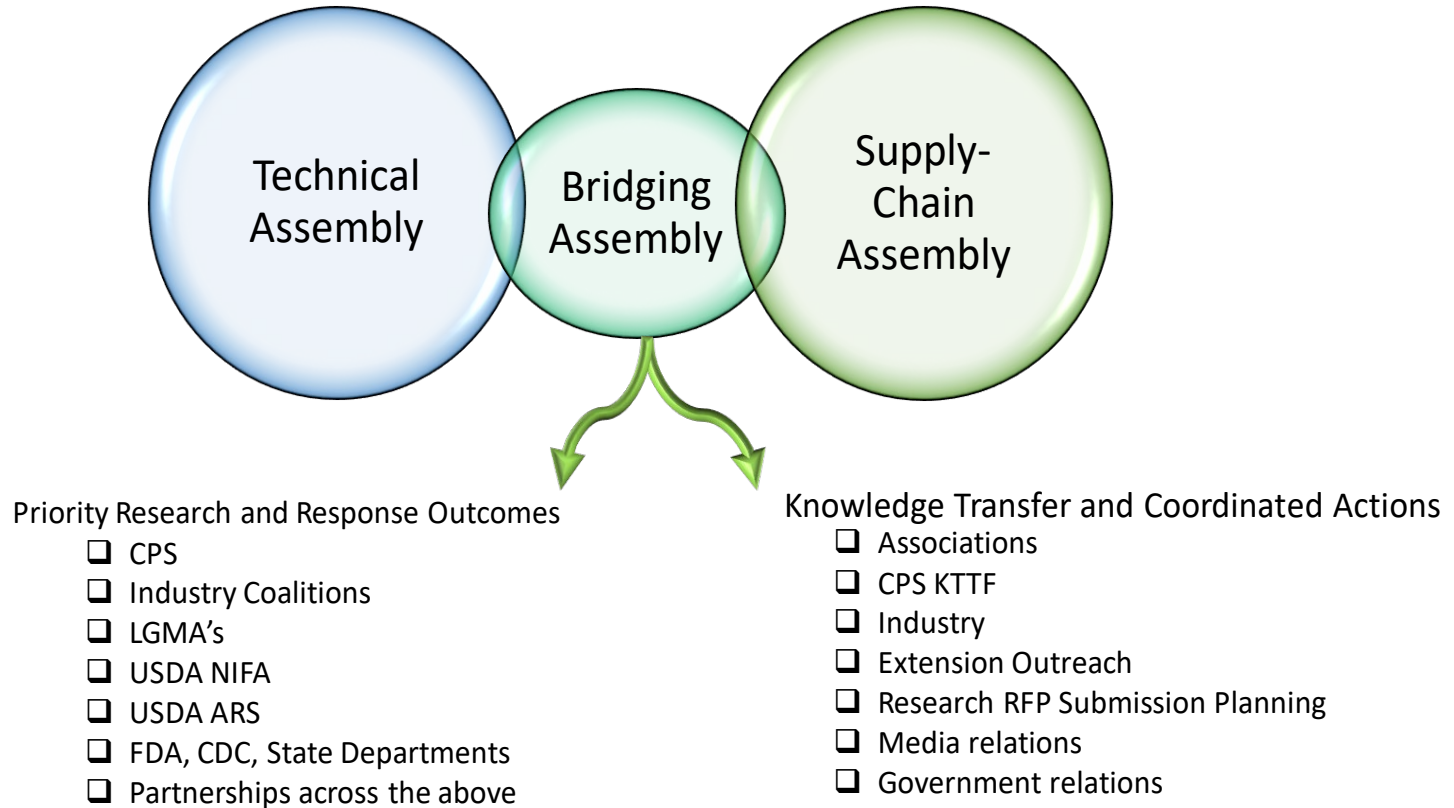 Technical
Assembly
Bridging
Assembly
Supply-
Chain
Assembly
Priority Research and Response Outcomes
❑ CPS
❑ Industry Coalitions
❑ LGMA’s
❑ USDA NIFA
❑ USDA ARS
❑ FDA, CDC, State Departments
❑ Partnerships across the above
Knowledge Transfer and Coordinated Actions
❑ Associations
❑ CPS KTTF
❑ Industry
❑ Extension Outreach
❑ Research RFP Submission Planning
❑ Media relations
❑ Government relations